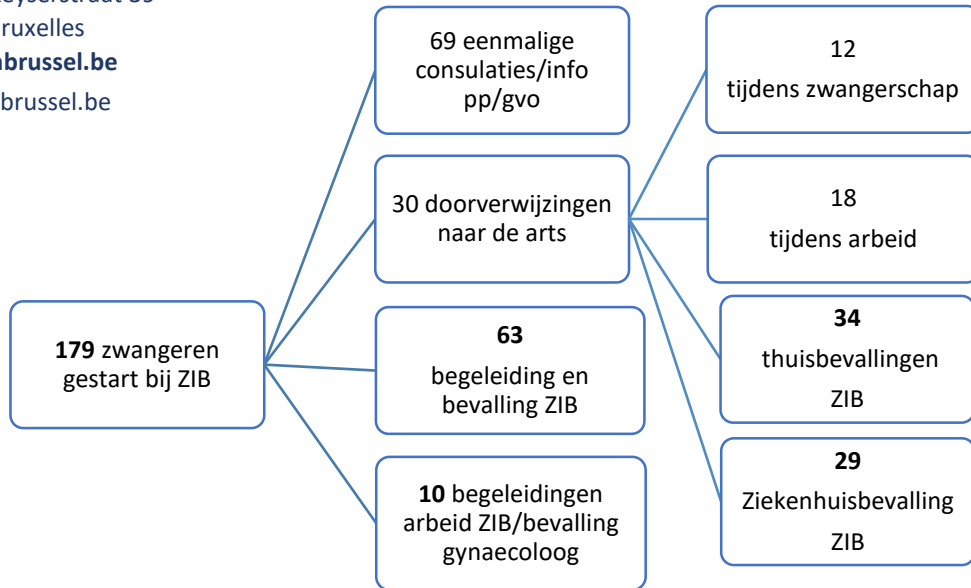 bruxelles
brussel.be
brussel.be
69 eenmalige
consulaties/info
pp/gvo
30 doorverwijzingen
naar de arts
179 zwangeren
gestart bij ZIB
63
begeleiding en
bevalling ZIB
10 begeleidingen
arbeid ZIB/bevalling
gynaecoloog
12
tijdens zwangerschap
18
tijdens arbeid
34
thuisbevallingen
ZIB
29
Ziekenhuisbevalling
ZIB